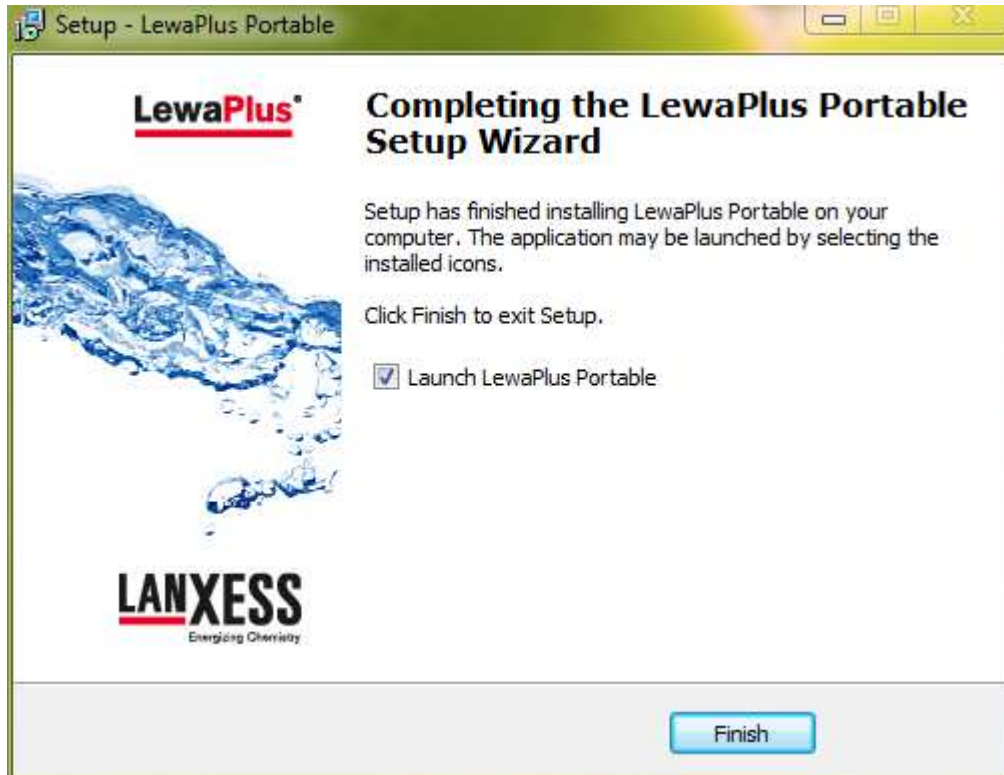 Setup - LewaPlus Portable
LewaPlus®
Completing the LewaPlus Portable
Setup Wizard
Setup has finished installing LewaPlus Portable on your
computer. The application may be launched by selecting the
installed icons.
Click Finish to exit Setup.
Launch LewaPlus Portable
LANXESS
Energizing Chemistry
Finish